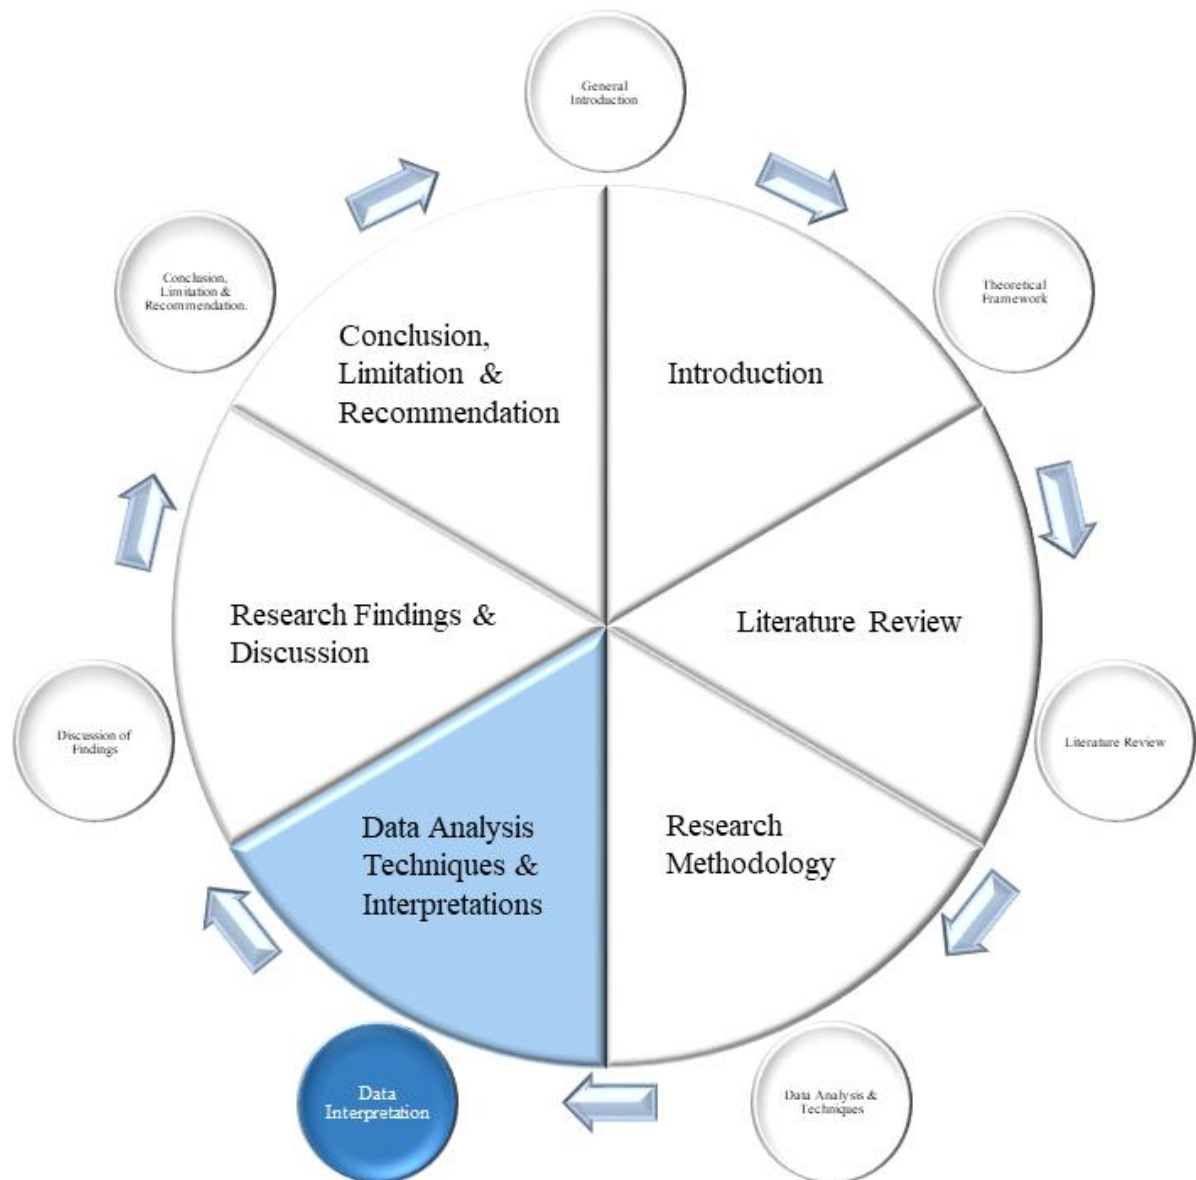 General
Introduction
Theoretical
Framework
Literature Review
Data Analysis &
Techniques
Data
Interpretation
Discussion of
Findings
Conclusion,
Limitation &
Recommendation.
Introduction
Literature Review
Research
Methodology
Data Analysis
Techniques &
Interpretations
Research Findings &
Discussion
Conclusion,
Limitation &
Recommendation